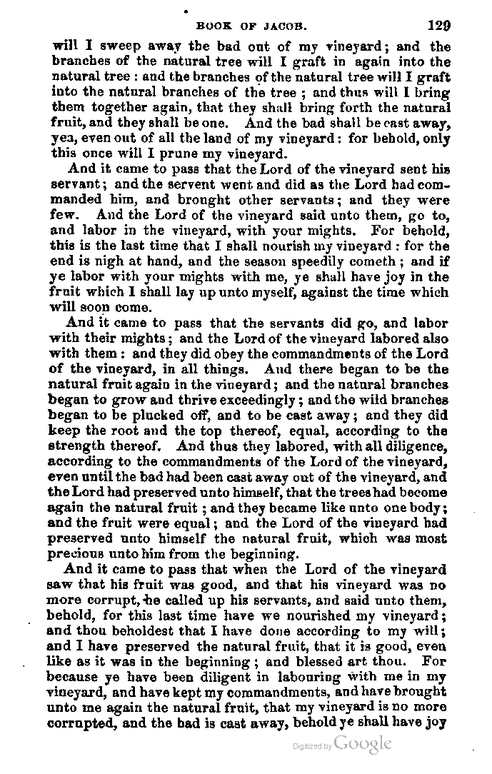 BOOK OF JACOB. 129
will I sweep away the bad out of my vineyard; and the
branches of the natural tree will I graft in again into the
natural tree: and the branches of the natural tree will I graft
into the natural branches of the tree; and thus will I bring
them together again, that they shall bring forth the natural
fruit, and they shall be one. And the bad shall be cast away,
yea, even out of all the land of my vineyard: for behold, only
this once will I prune my vineyard.
And it came to pass that the Lord of the vineyard sent his
servant; and the servent went and did as the Lord had com-
manded him, and brought other servants; and they were
few. And the Lord of the vineyard said unto them, go to,
and labor in the vineyard, with your mights. For behold,
this is the last time that I shall nourish my vineyard: for the
end is nigh at hand, and the season speedily cometh; and if
ye labor with your mights with me, ye shall have joy in the
fruit which I shall lay up unto myself, against the time which
will soon come.
And it came to pass that the servants did go, and labor
with their mights; and the Lord of the vineyard labored also
with them: and they did obey the commandments of the Lord
of the vineyard, in all things. And there began to be the
natural fruit again in the vineyard; and the natural branches
began to grow and thrive exceedingly; and the wild branches
began to be plucked off, and to be cast away; and they did
keep the root and the top thereof, equal, according to the
strength thereof. And thus they labored, with all diligence,
according to the commandments of the Lord of the vineyard,
even until the bad had been cast away out of the vineyard, and
the Lord had preserved unto himself, that the trees had become
again the natural fruit; and they became like unto one body;
and the fruit were equal; and the Lord of the vineyard had
preserved unto himself the natural fruit, which was most
precious unto him from the beginning.
And it came to pass that when the Lord of the vineyard
saw that his fruit was good, and that his vineyard was no
more corrupt, he called up his servants, and said unto them,
behold, for this last time have we nourished my vineyard;
and thou beholdest that I have done according to my will;
and I have preserved the natural fruit, that it is good, even
like as it was in the beginning; and blessed art thou. For
because ye have been diligent in labouring with me in my
vineyard, and have kept my commandments, and have brought
unto me again the natural fruit, that my vineyard is no more
corrupted, and the bad is cast away, behold ye shall have joy
Digitized by Google